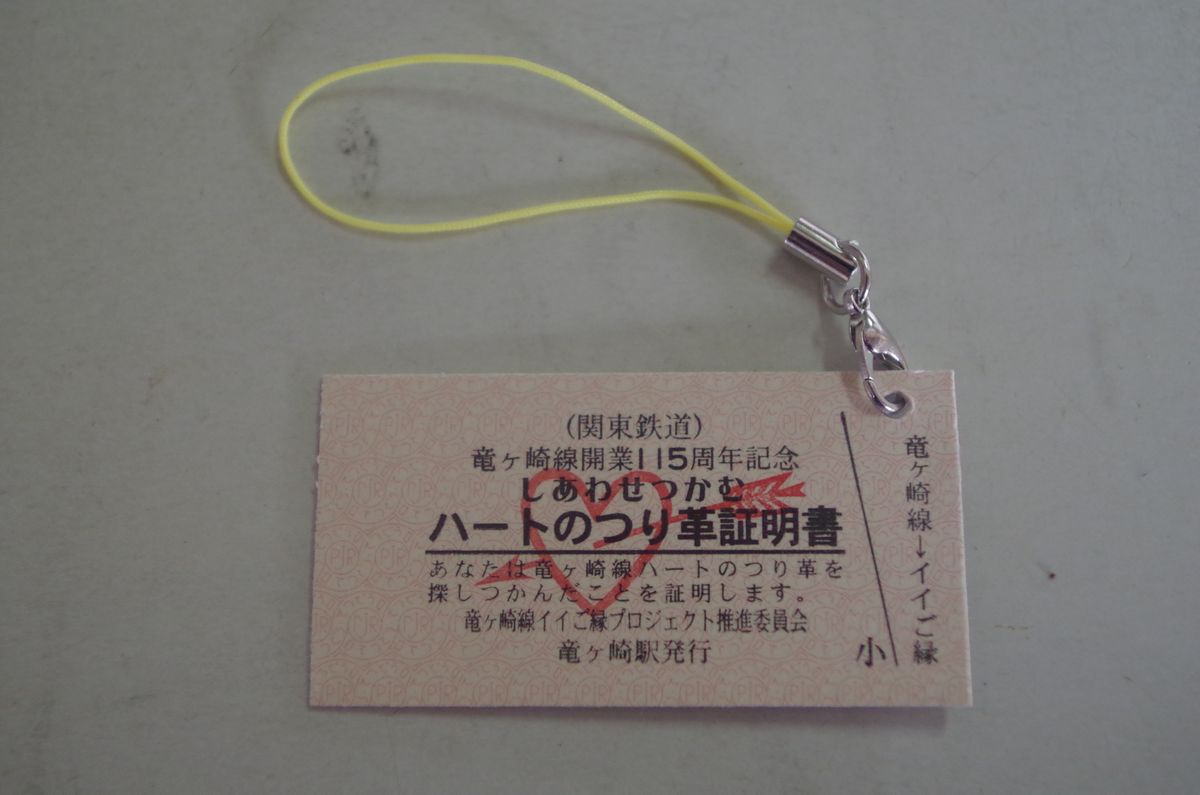 (関東鉄道)
竜ヶ崎線開業115周年記念
しあわせつかむ
ハートのつり革証明書
あなたは竜ヶ崎線ハートのつり革を
探しつかんだことを証明します。
竜ヶ崎線イイご縁プロジェクト推進委員会
竜ヶ崎駅発行
小
竜ヶ崎線→イイご縁